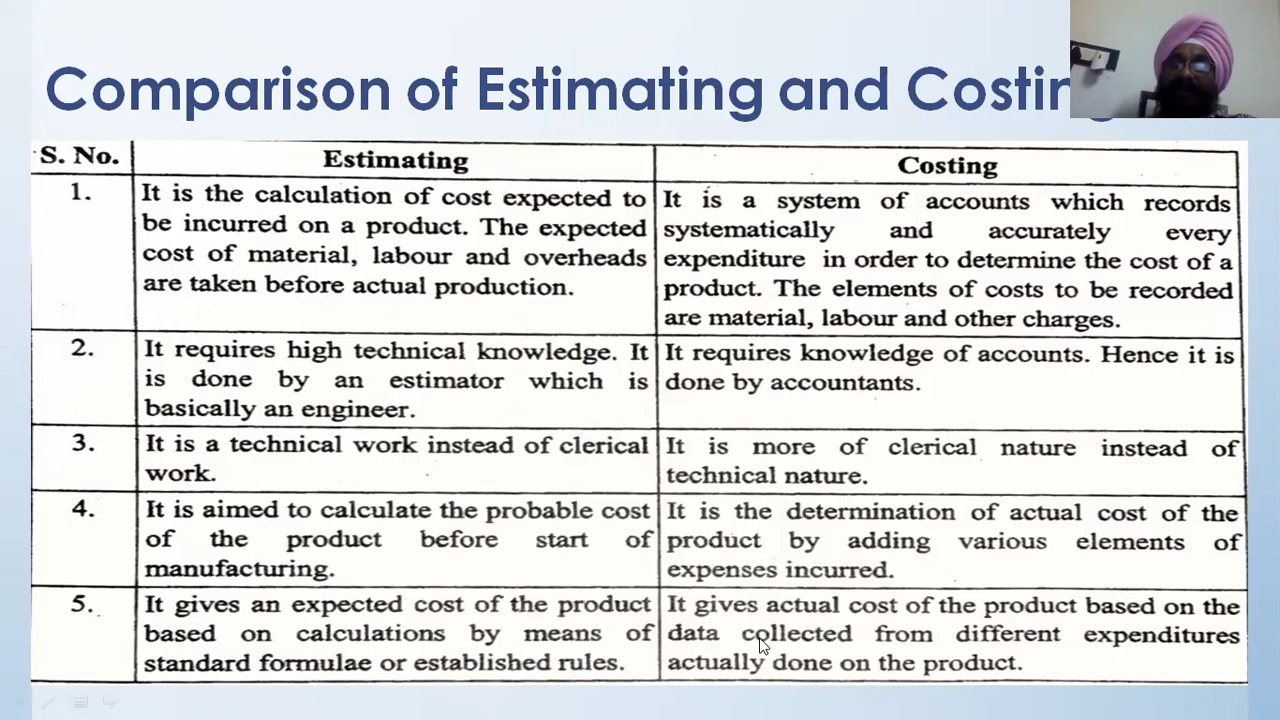 Comparison of Estimating and Costing
S. No.
Estimating
Costing
1.
It is the calculation of cost expected to
be incurred on a product. The expected
cost of material, labour and overheads
are taken before actual production.
It is a system of accounts which records
systematically and accurately every
expenditure in order to determine the cost of a
product. The elements of costs to be recorded
are material, labour and other charges.
2.
It requires high technical knowledge. It
is done by an estimator which is
basically an engineer.
It requires knowledge of accounts. Hence it is
done by accountants.
3.
It is a technical work instead of clerical
work.
It is more of clerical nature instead of
technical nature.
4.
It is aimed to calculate the probable cost
of the product before start of
manufacturing.
It is the determination of actual cost of the
product by adding various elements of
expenses incurred.
5.
It gives an expected cost of the product
based on calculations by means of
standard formulae or established rules.
It gives actual cost of the product based on the
data collected from different expenditures
actually done on the product.